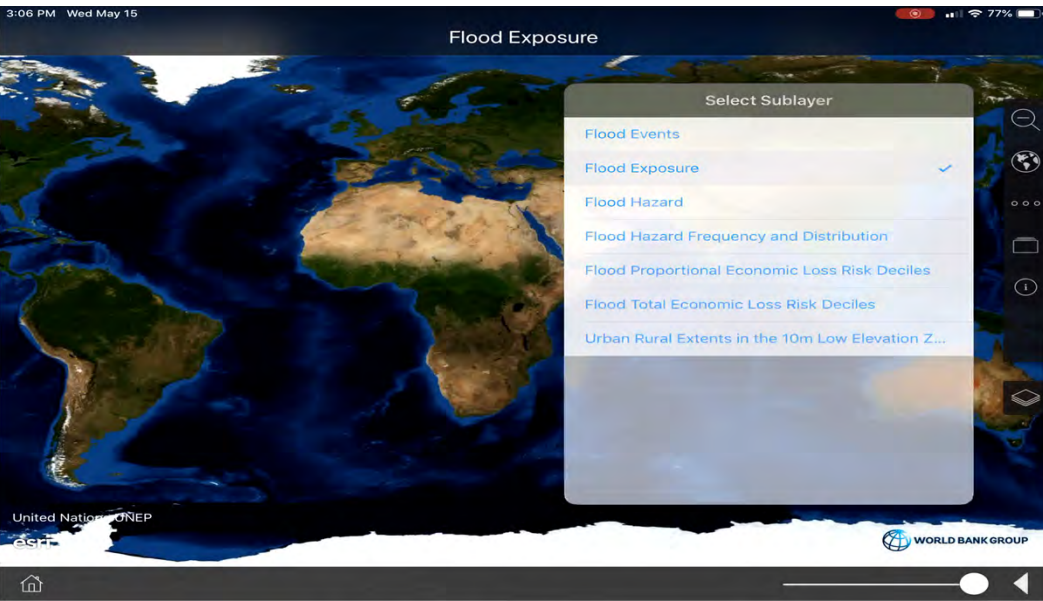 3:06 PM Wed May 15
77%
Flood Exposure
Select Sublayer
Flood Events
Flood Exposure
Flood Hazard
Flood Hazard Frequency and Distribution
Flood Proportional Economic Loss Risk Deciles
Flood Total Economic Loss Risk Deciles
Urban Rural Extents in the 10m Low Elevation Z...
United Nations UNEP
esri
WORLD BANK GROUP